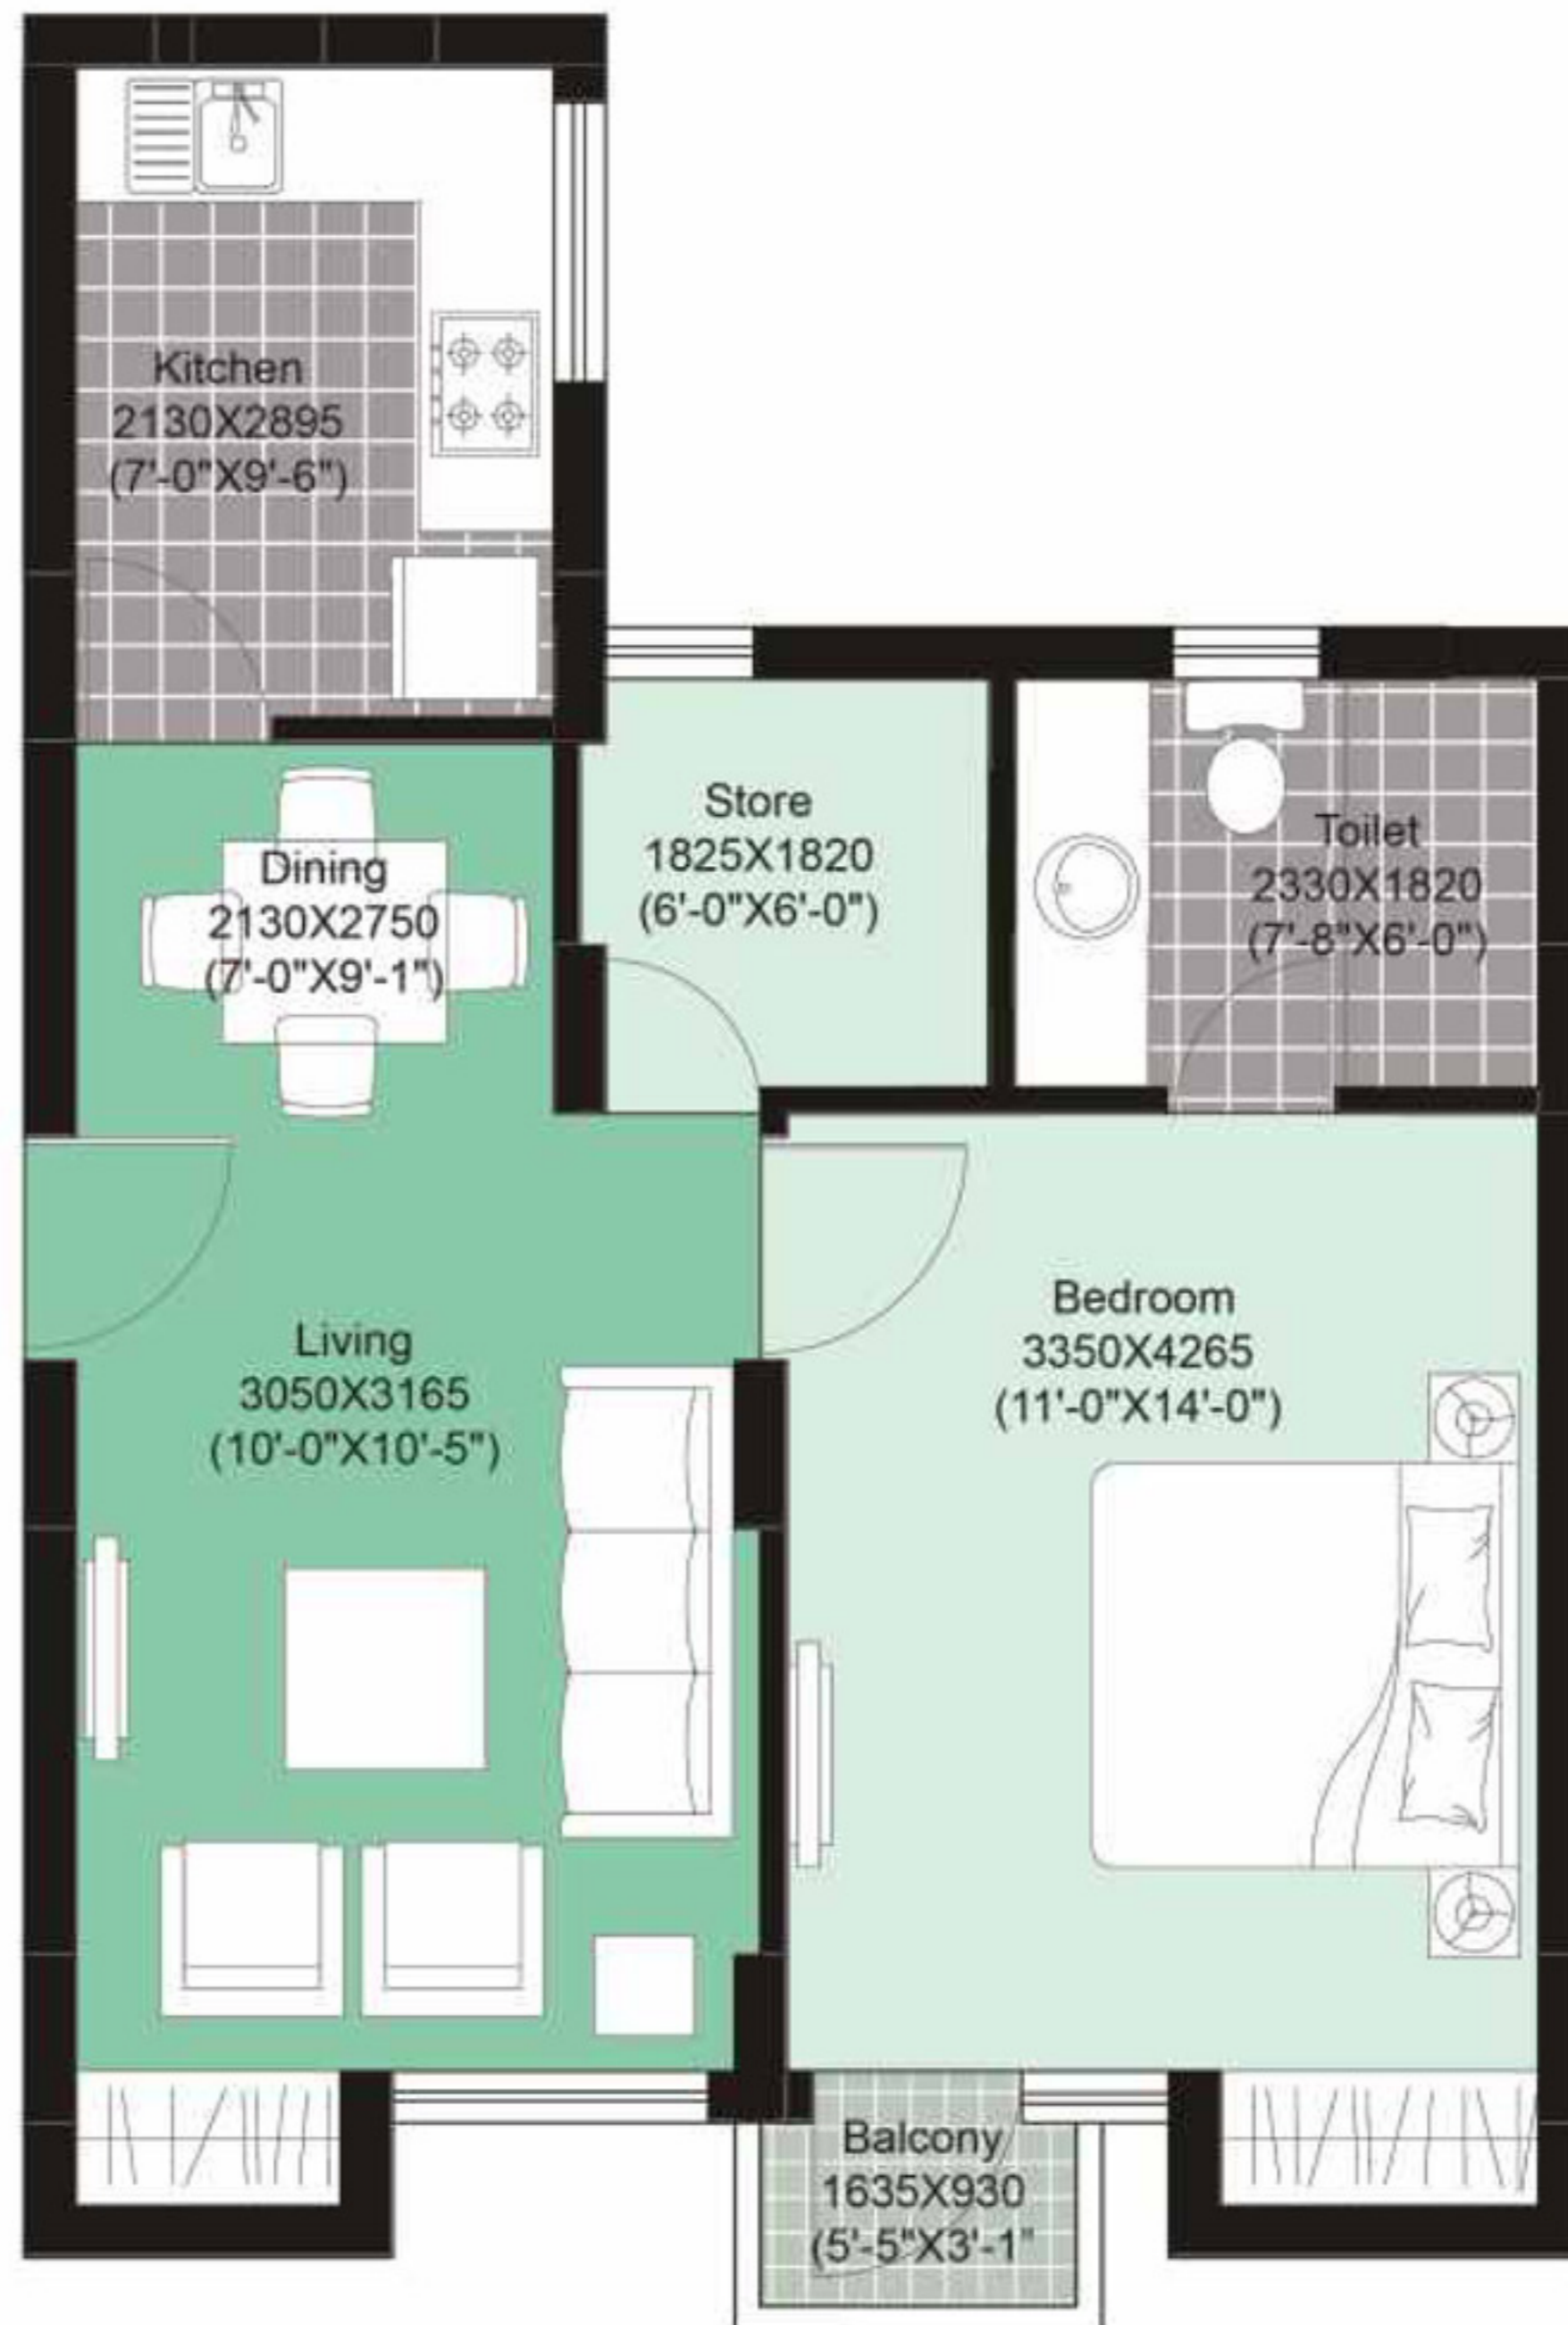 Kitchen
2130X2895
(7'-0"X9'-6")
Store
1825X1820
(6'-0"X6'-0")
Toilet
2330X1820
(7'-8"X6'-0")
Dining
2130X2750
(7'-0"X9'-1")
Bedroom
3350X4265
(11'-0"X14'-0")
Living
3050X3165
(10'-0"X10'-5")
Balcony
1635X930
(5'-5"X3'-1"